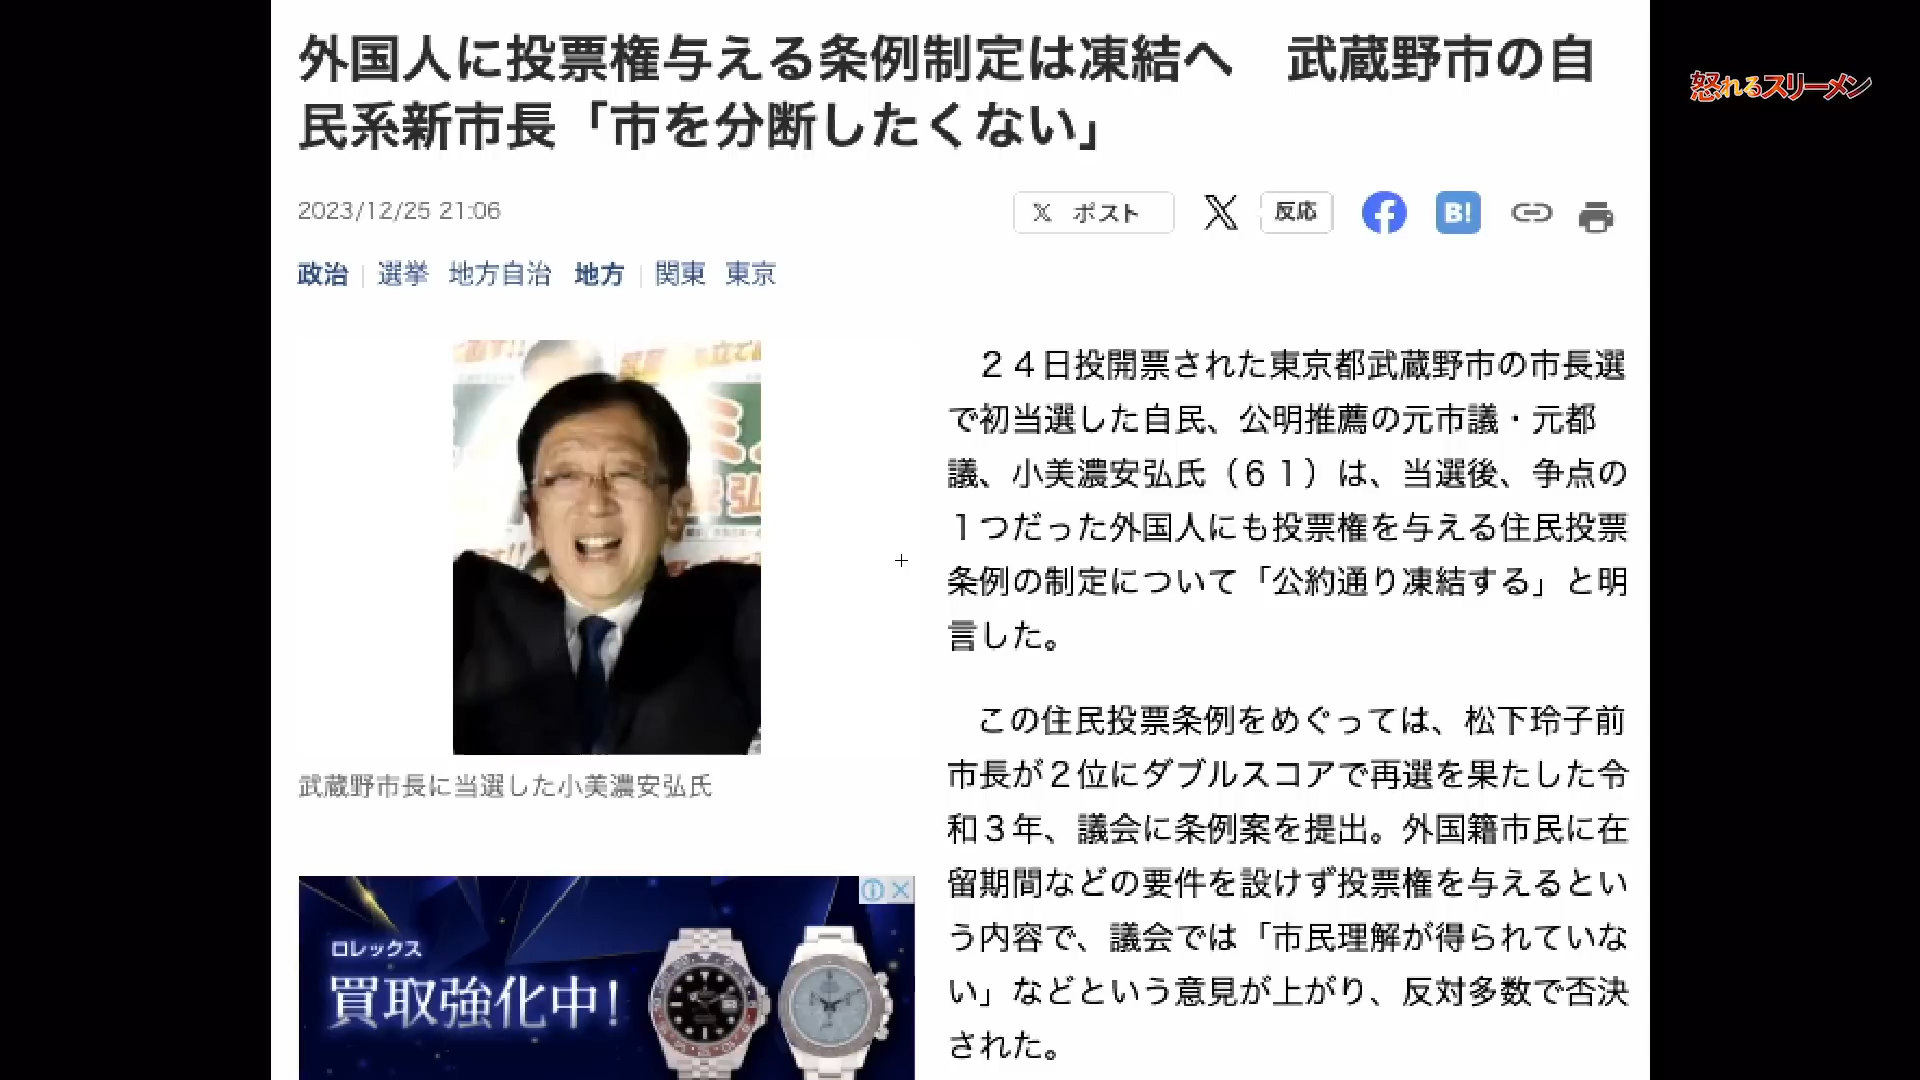 外国人に投票権与える条例制定は凍結へ　武蔵野市の自
民系新市長「市を分断したくない」
怒れるスリーメン
2023/12/25 21:06
X ポスト
X
反応
B!
政治 | 選挙 地方自治 地方 | 関東 東京
２４日投開票された東京都武蔵野市の市長選
で初当選した自民、公明推薦の元市議・元都
議、小美濃安弘氏（６１）は、当選後、争点の
１つだった外国人にも投票権を与える住民投票
条例の制定について「公約通り凍結する」と明
言した。
この住民投票条例をめぐっては、松下玲子前
市長が２位にダブルスコアで再選を果たした令
和３年、議会に条例案を提出。外国籍市民に在
留期間などの要件を設けず投票権を与えるとい
う内容で、議会では「市民理解が得られていな
い」などという意見が上がり、反対多数で否決
された。
武蔵野市長に当選した小美濃安弘氏
ロレックス
買取強化中！